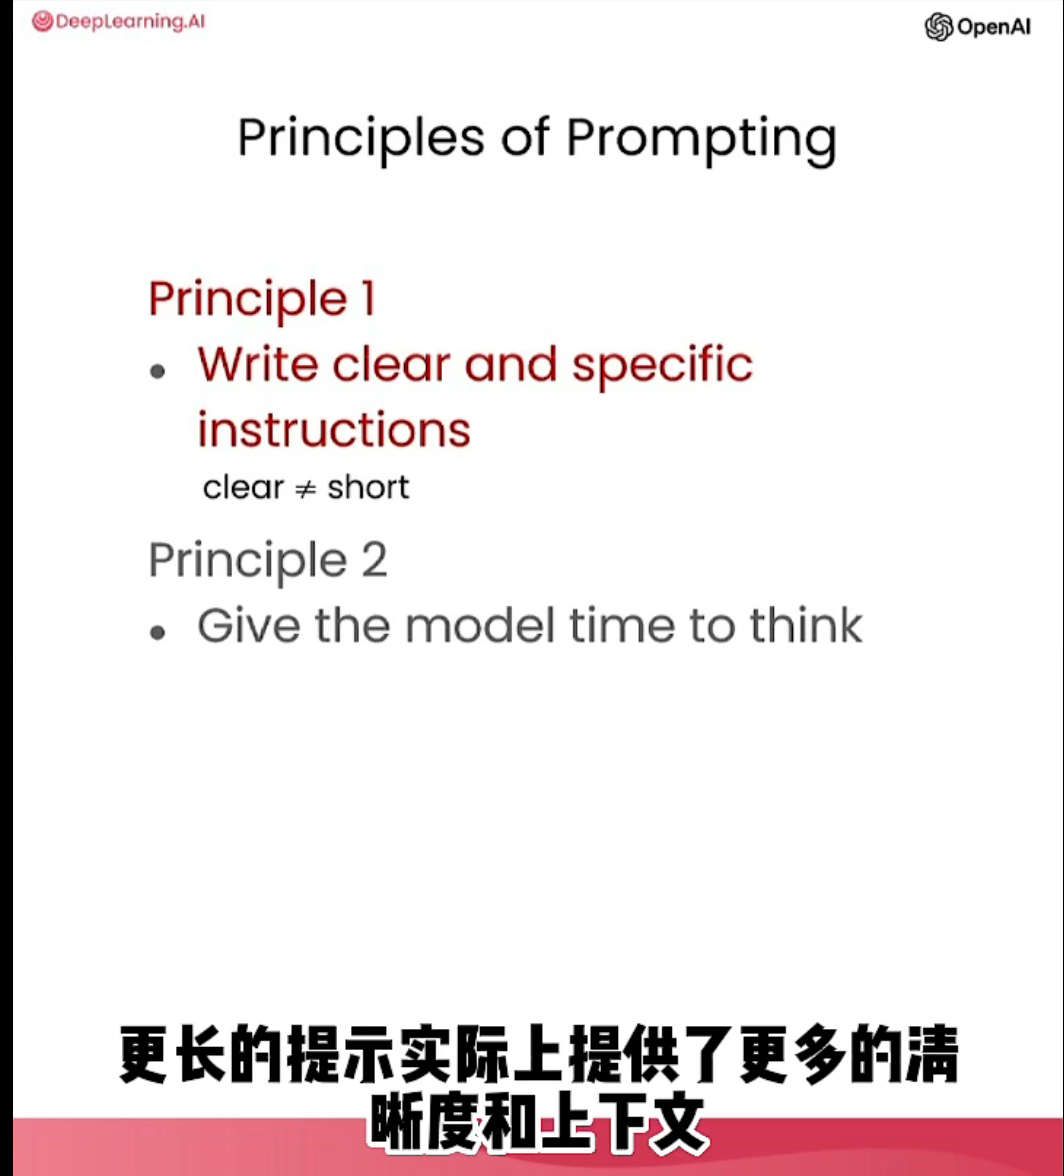 DeepLearning.AI
OpenAI
Principles of Prompting
Principle 1
• Write clear and specific
instructions
clear ≠ short
Principle 2
• Give the model time to think
更长的提示实际上提供了更多的清
晰度和上下文